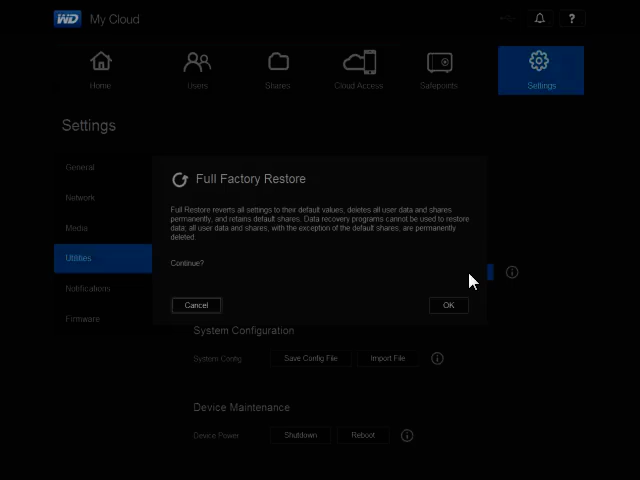 WD My Cloud
?
Home
Users
Shares
Cloud Access
Safepoints
Settings
Settings
General
Network
Media
Utilities
Notifications
Firmware
Full Factory Restore
Full Restore reverts all settings to their default values, deletes all user data and shares
permanently, and retains default shares. Data recovery programs cannot be used to restore
data; all user data and shares, with the exception of the default shares, are permanently
deleted.
Continue?
Cancel
OK
System Configuration
System Config
Save Config File
Import File
Device Maintenance
Device Power
Shutdown
Reboot